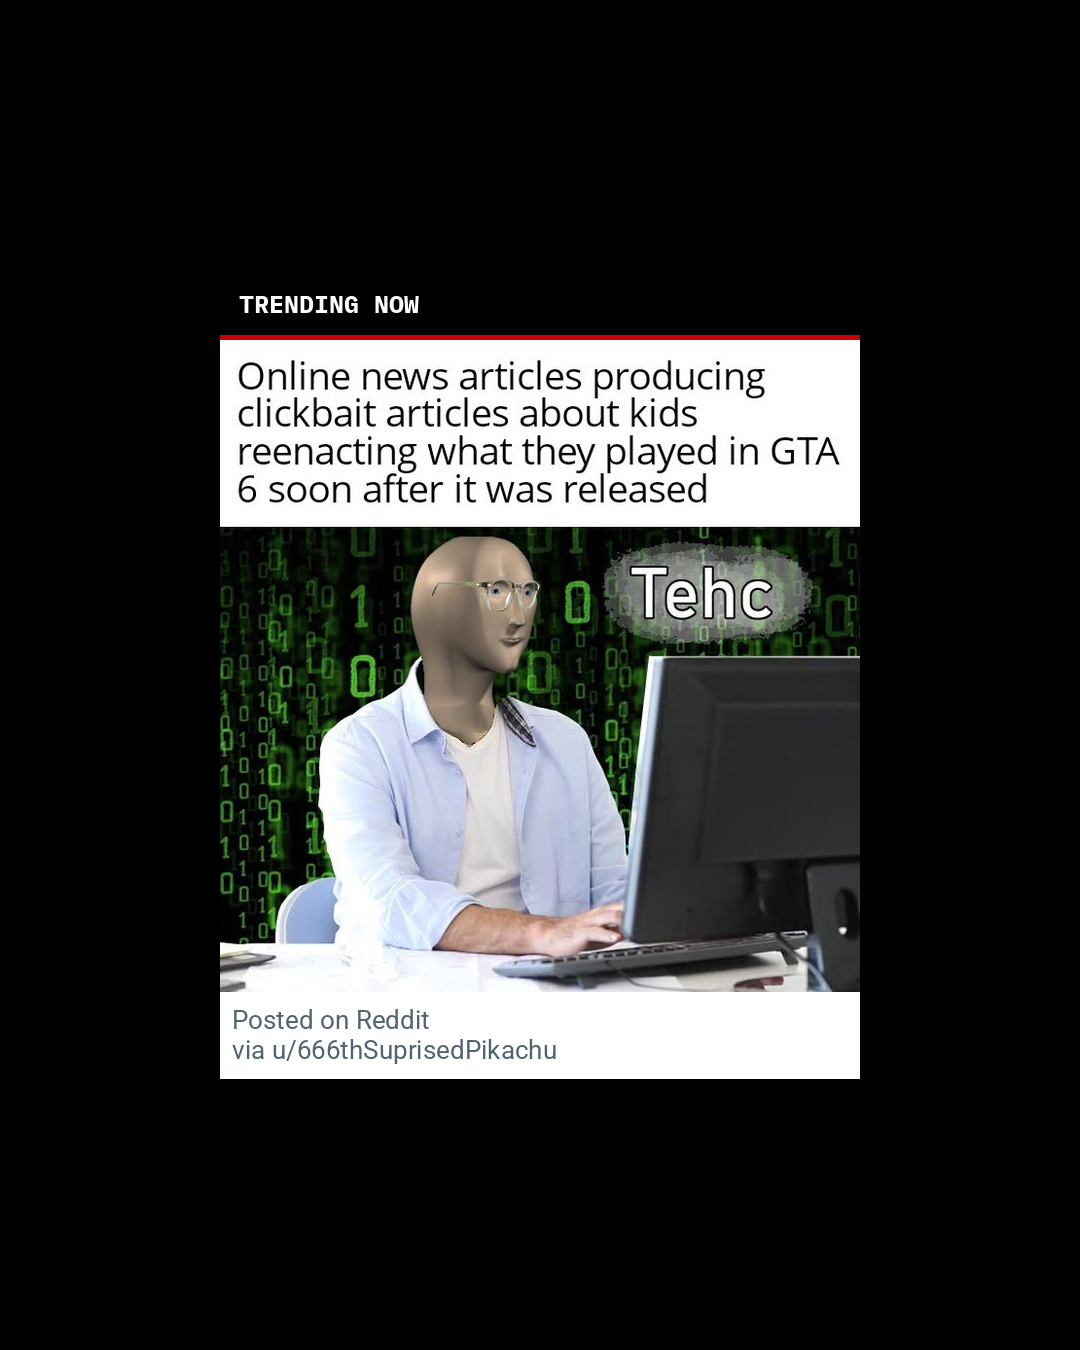 TRENDING NOW
Online news articles producing
clickbait articles about kids
reenacting what they played in GTA
6 soon after it was released
Tehc
Posted on Reddit
via u/666thSuprisedPikachu